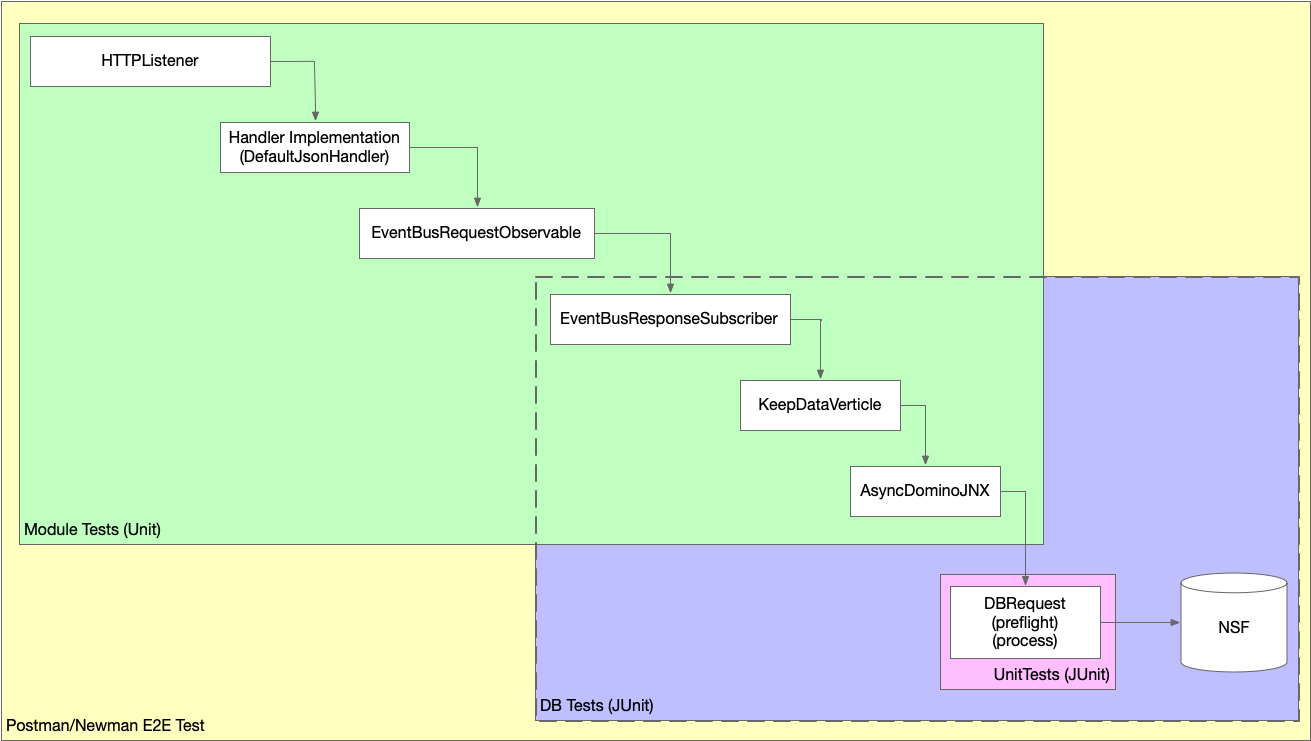 HTTPListener
Handler Implementation
(DefaultJsonHandler)
EventBusRequestObservable
EventBusResponseSubscriber
KeepDataVerticle
AsyncDominoJNX
Module Tests (Unit)
DBRequest
(preflight)
(process)
NSF
UnitTests (JUnit)
DB Tests (JUnit)
Postman/Newman E2E Test